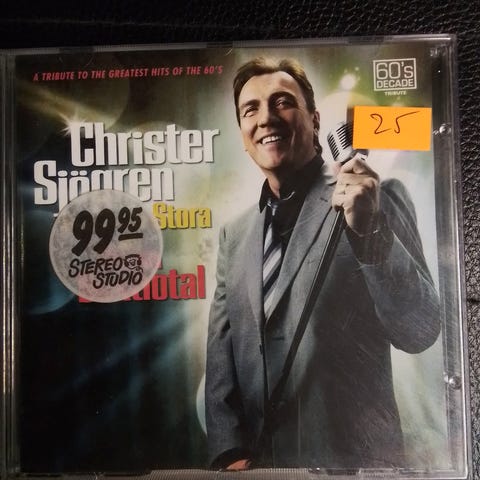 A TRIBUTE TO THE GREATEST HITS OF THE 60'S
60's
DECADE
TRIBUTE
25
Christer
Sjögren
Stora
99 95
STEREO
STUDIO